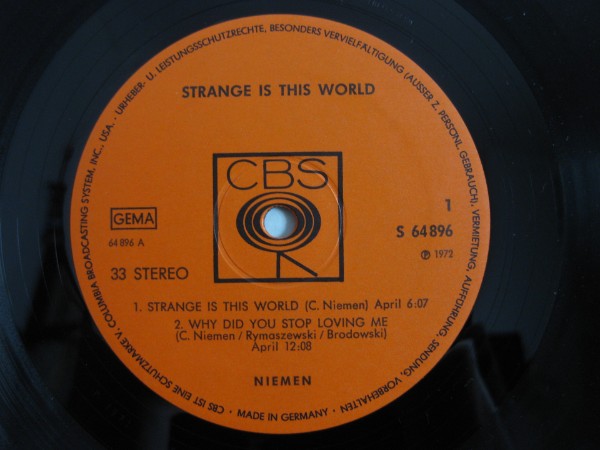 URHEBER- U. LEISTUNGSSCHUTZRECHTE, BESONDERS VERVIELFÄLTIGUNG (AUSSER Z. PERSÖNL. GEBRAUCH), VERMIETUNG, AUFFÜHRUNG, SENDUNG, VORBEHALTEN
STRANGE IS THIS WORLD
CBS
GEMA
1
64 896 A
S 64896
℗ 1972
33 STEREO
1. STRANGE IS THIS WORLD (C. Niemen) April 6:07
2. WHY DID YOU STOP LOVING ME
(C. Niemen / Rymaszewski / Brodowski)
April 12:08
NIEMEN
CBS IST EINE SCHUTZMARKE V. COLUMBIA BROADCASTING SYSTEM, INC., USA. ·
· MADE IN GERMANY ·